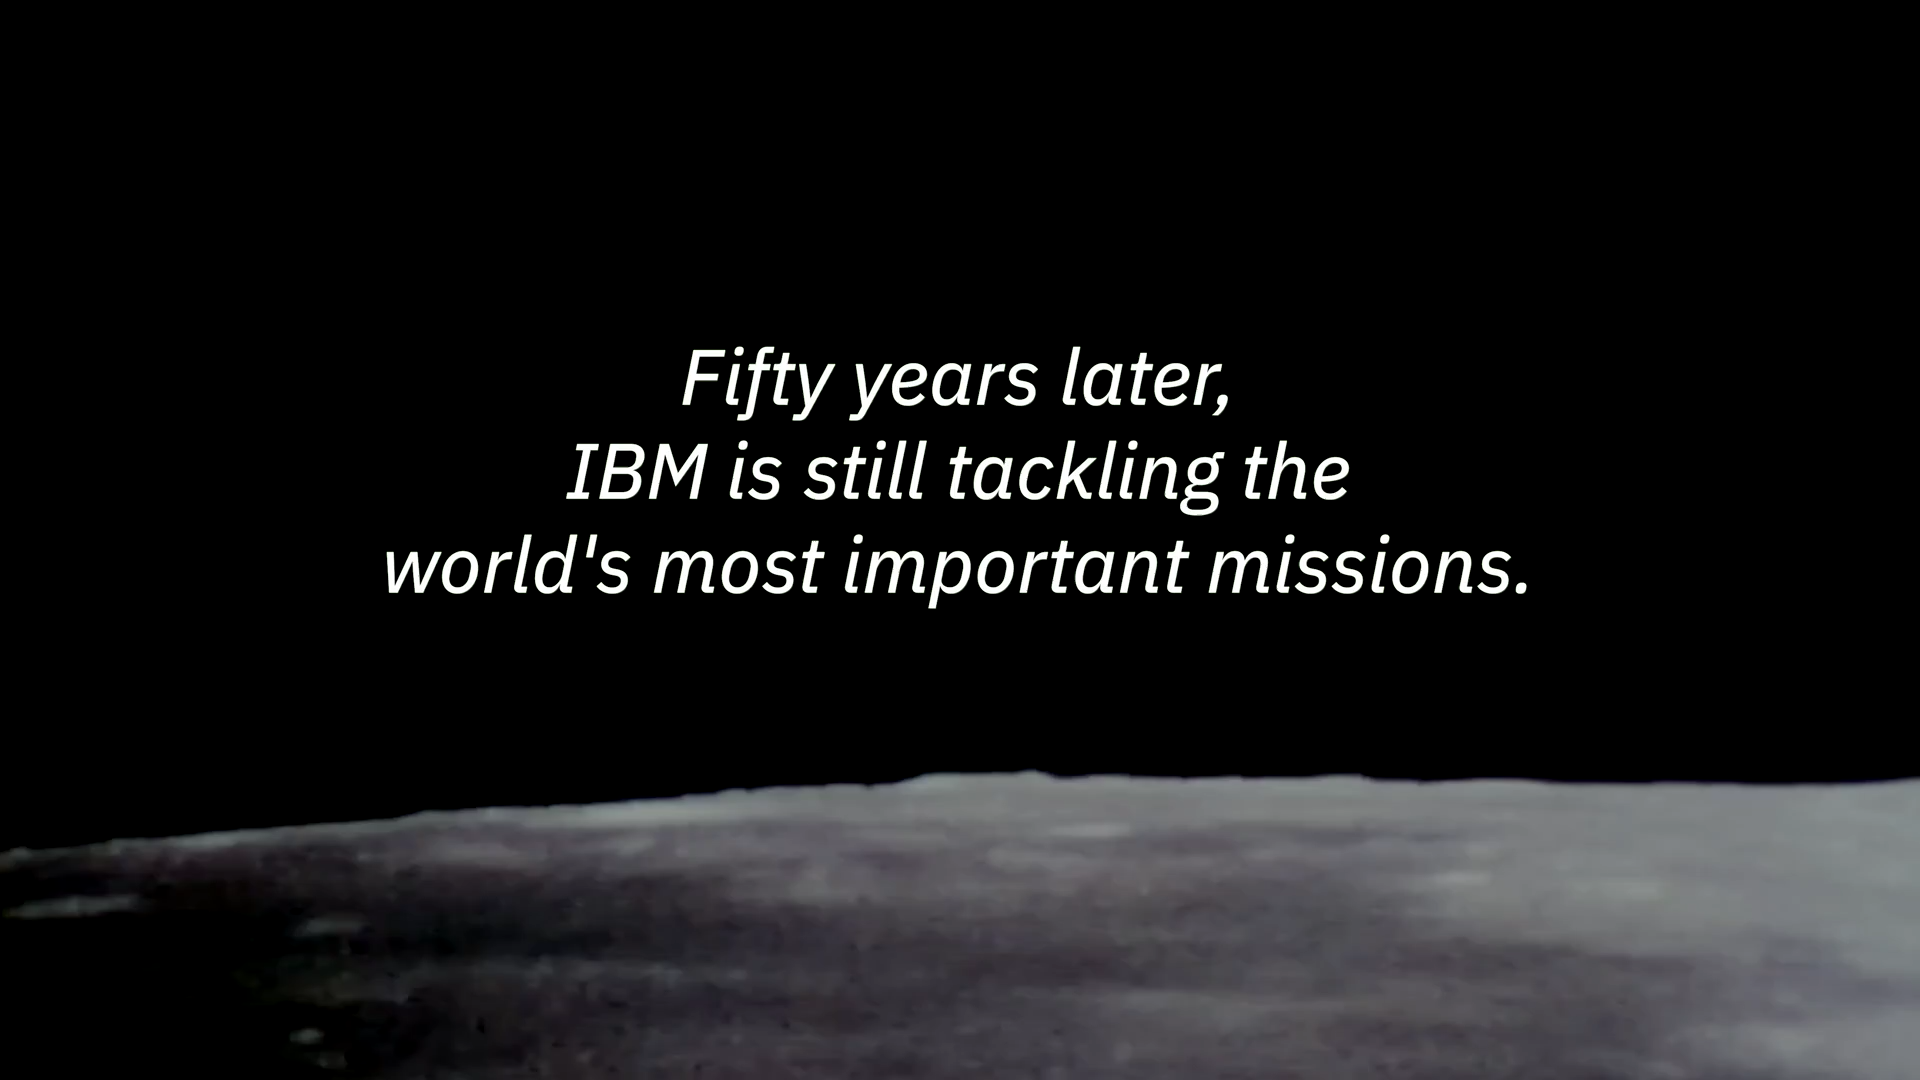 Fifty years later,
IBM is still tackling the
world's most important missions.